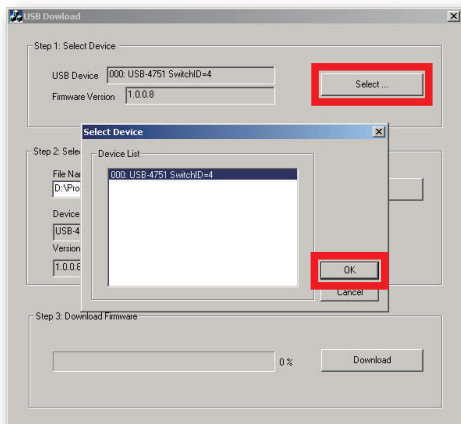 USB Dowload
Step 1: Select Device
USB Device
000: USB-4751 SwitchID=4
Select ...
Firmware Version
1.0.0.8
Select Device
Step 2: Sele
Device List
000: USB-4751 SwitchID=4
File Na
D:\Pro
Device
USB-4
Version
1.0.0.8
OK
Cancel
Step 3: Download Firmware
0 %
Download